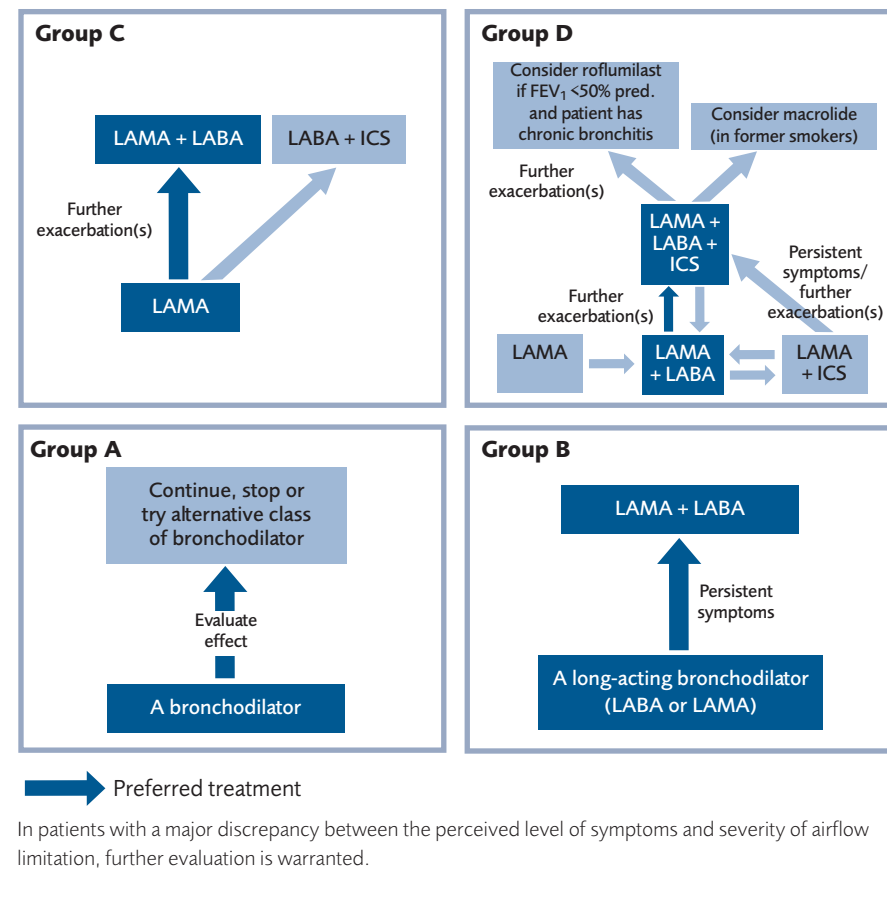 Group C
LAMA + LABA
LABA + ICS
Further
exacerbation(s)
LAMA
Group D
Consider roflumilast
if FEV₁ <50% pred.
and patient has
chronic bronchitis
Consider macrolide
(in former smokers)
Further
exacerbation(s)
LAMA +
LABA +
ICS
Persistent
symptoms/
further
exacerbation(s)
Further
exacerbation(s)
LAMA
LAMA
+ LABA
LAMA
+ ICS
Group A
Continue, stop or
try alternative class
of bronchodilator
Evaluate
effect
A bronchodilator
Group B
LAMA + LABA
Persistent
symptoms
A long-acting bronchodilator
(LABA or LAMA)
Preferred treatment
In patients with a major discrepancy between the perceived level of symptoms and severity of airflow
limitation, further evaluation is warranted.